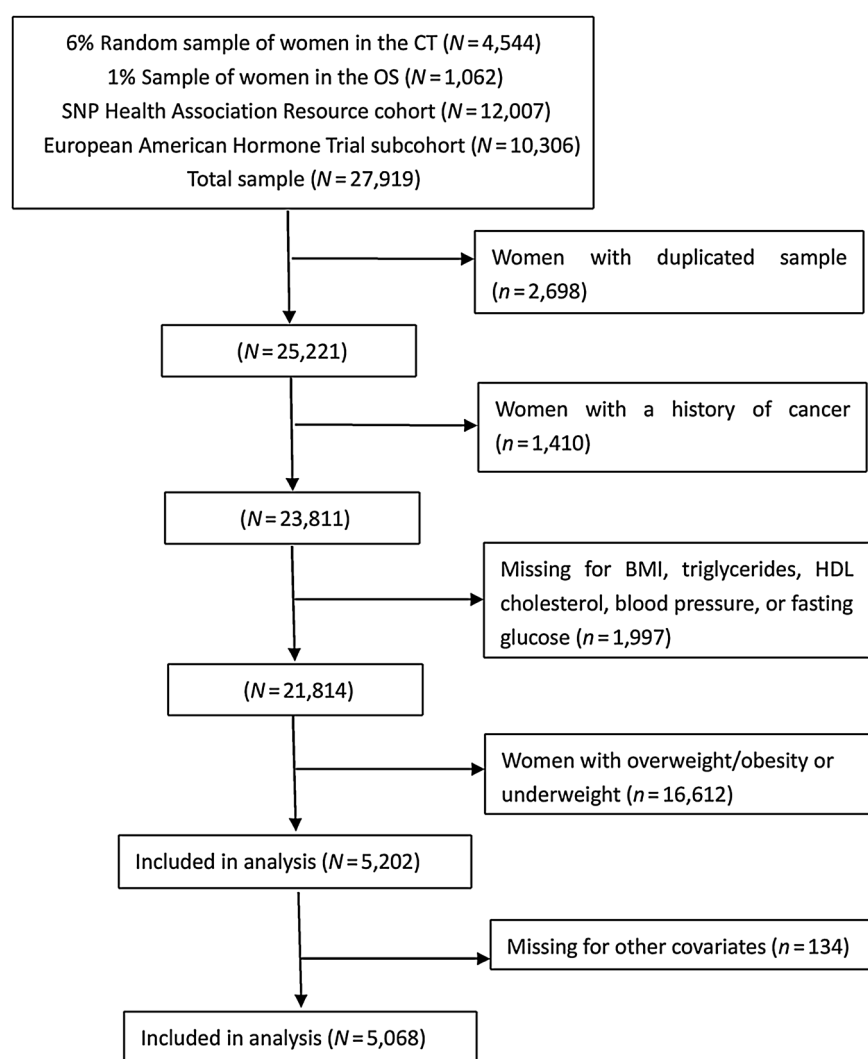 6% Random sample of women in the CT (N = 4,544)
1% Sample of women in the OS (N = 1,062)
SNP Health Association Resource cohort (N = 12,007)
European American Hormone Trial subcohort (N = 10,306)
Total sample (N = 27,919)
Women with duplicated sample
(n = 2,698)
(N = 25,221)
Women with a history of cancer
(n = 1,410)
(N = 23,811)
Missing for BMI, triglycerides, HDL
cholesterol, blood pressure, or fasting
glucose (n = 1,997)
(N = 21,814)
Women with overweight/obesity or
underweight (n = 16,612)
Included in analysis (N = 5,202)
Missing for other covariates (n = 134)
Included in analysis (N = 5,068)